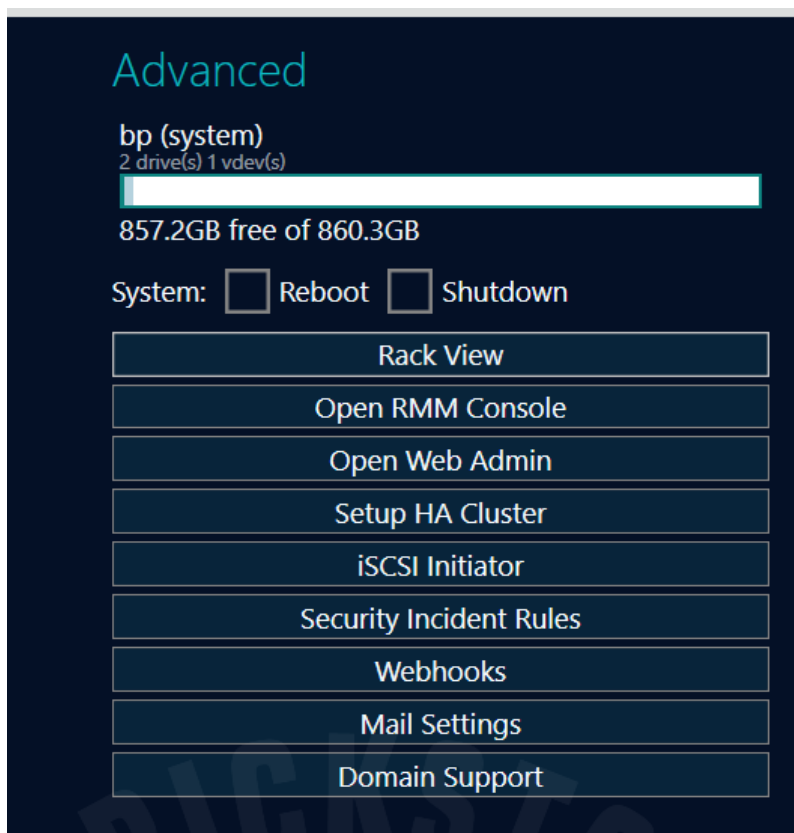 Advanced
bp (system)
2 drive(s) 1 vdev(s)
857.2GB free of 860.3GB
System: Reboot Shutdown
Rack View
Open RMM Console
Open Web Admin
Setup HA Cluster
iSCSI Initiator
Security Incident Rules
Webhooks
Mail Settings
Domain Support